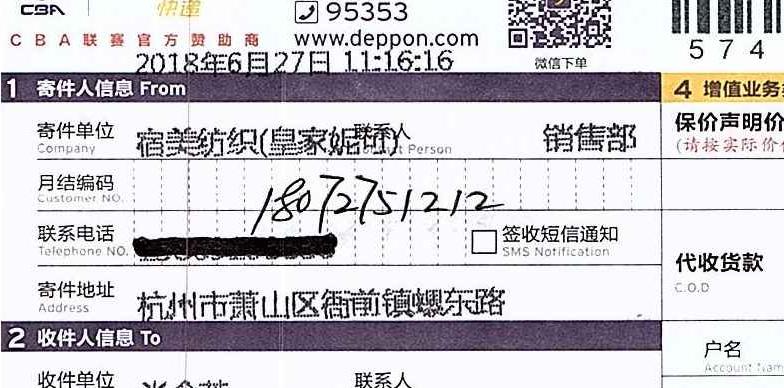 CBA 快递 95353
CBA联赛官方赞助商 www.deppon.com
微信下单
574
2018年6月27日 11:16:16
1 寄件人信息 From
4 增值业务
寄件单位 Company 宿美纺织(皇家妮 联系人 Person 销售部
保价声明价
(请按实际价
月结编码 Customer NO.
18072751212
联系电话 Telephone NO. 签收短信通知 SMS Notification
代收货款 C.O.D
寄件地址 Address 杭州市萧山区衙前镇螺东路
2 收件人信息 To
户名 Account Nam
收件单位 联系人